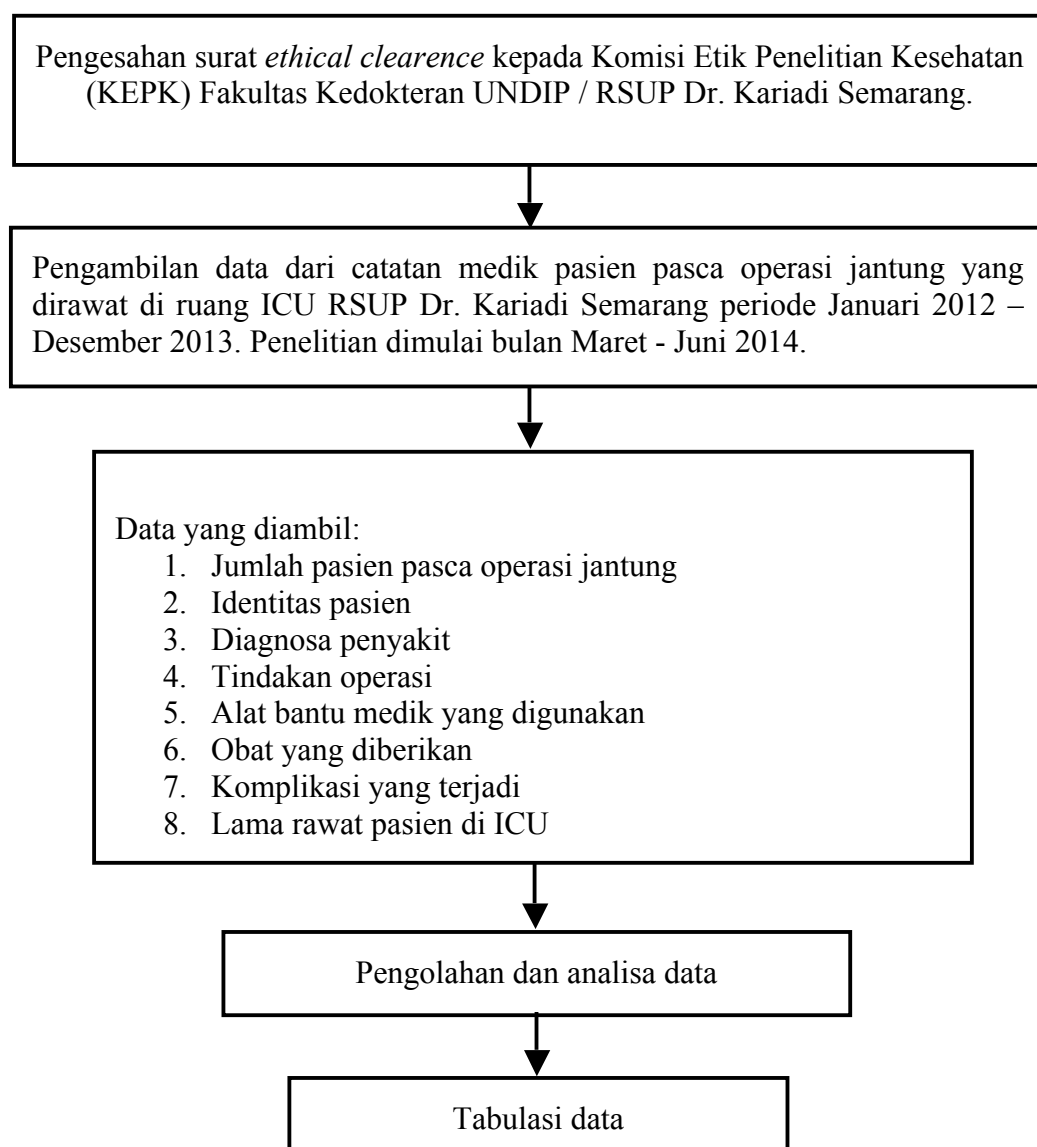 Pengesahan surat ethical clearence kepada Komisi Etik Penelitian Kesehatan
(KEPK) Fakultas Kedokteran UNDIP / RSUP Dr. Kariadi Semarang.
Pengambilan data dari catatan medik pasien pasca operasi jantung yang
dirawat di ruang ICU RSUP Dr. Kariadi Semarang periode Januari 2012 –
Desember 2013. Penelitian dimulai bulan Maret - Juni 2014.
Data yang diambil:
1. Jumlah pasien pasca operasi jantung
2. Identitas pasien
3. Diagnosa penyakit
4. Tindakan operasi
5. Alat bantu medik yang digunakan
6. Obat yang diberikan
7. Komplikasi yang terjadi
8. Lama rawat pasien di ICU
Pengolahan dan analisa data
Tabulasi data